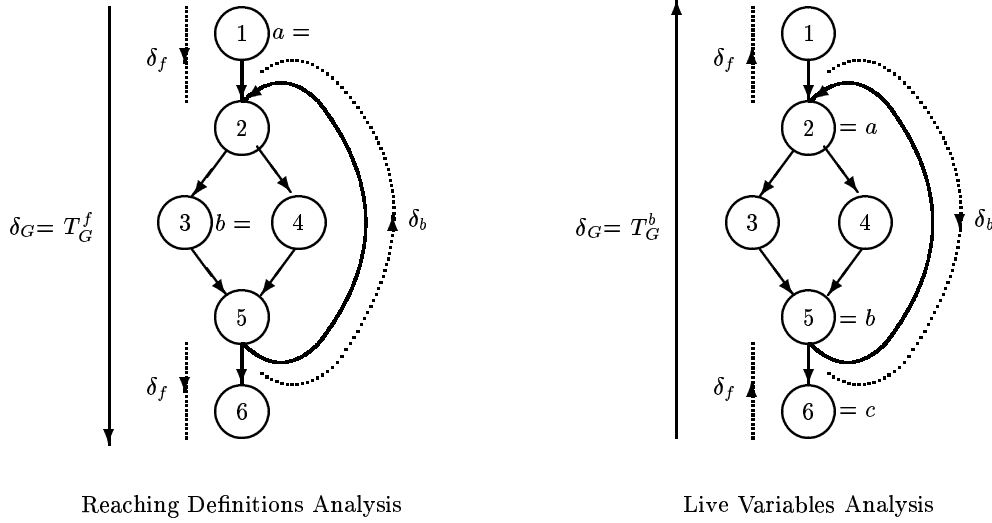 1 a =
δf
2
3 b = 4
δG= T^f_G
δb
5
δf
6
Reaching Definitions Analysis
1
δf
2 = a
3 4
δG= T^b_G
δb
5 = b
δf
6 = c
Live Variables Analysis